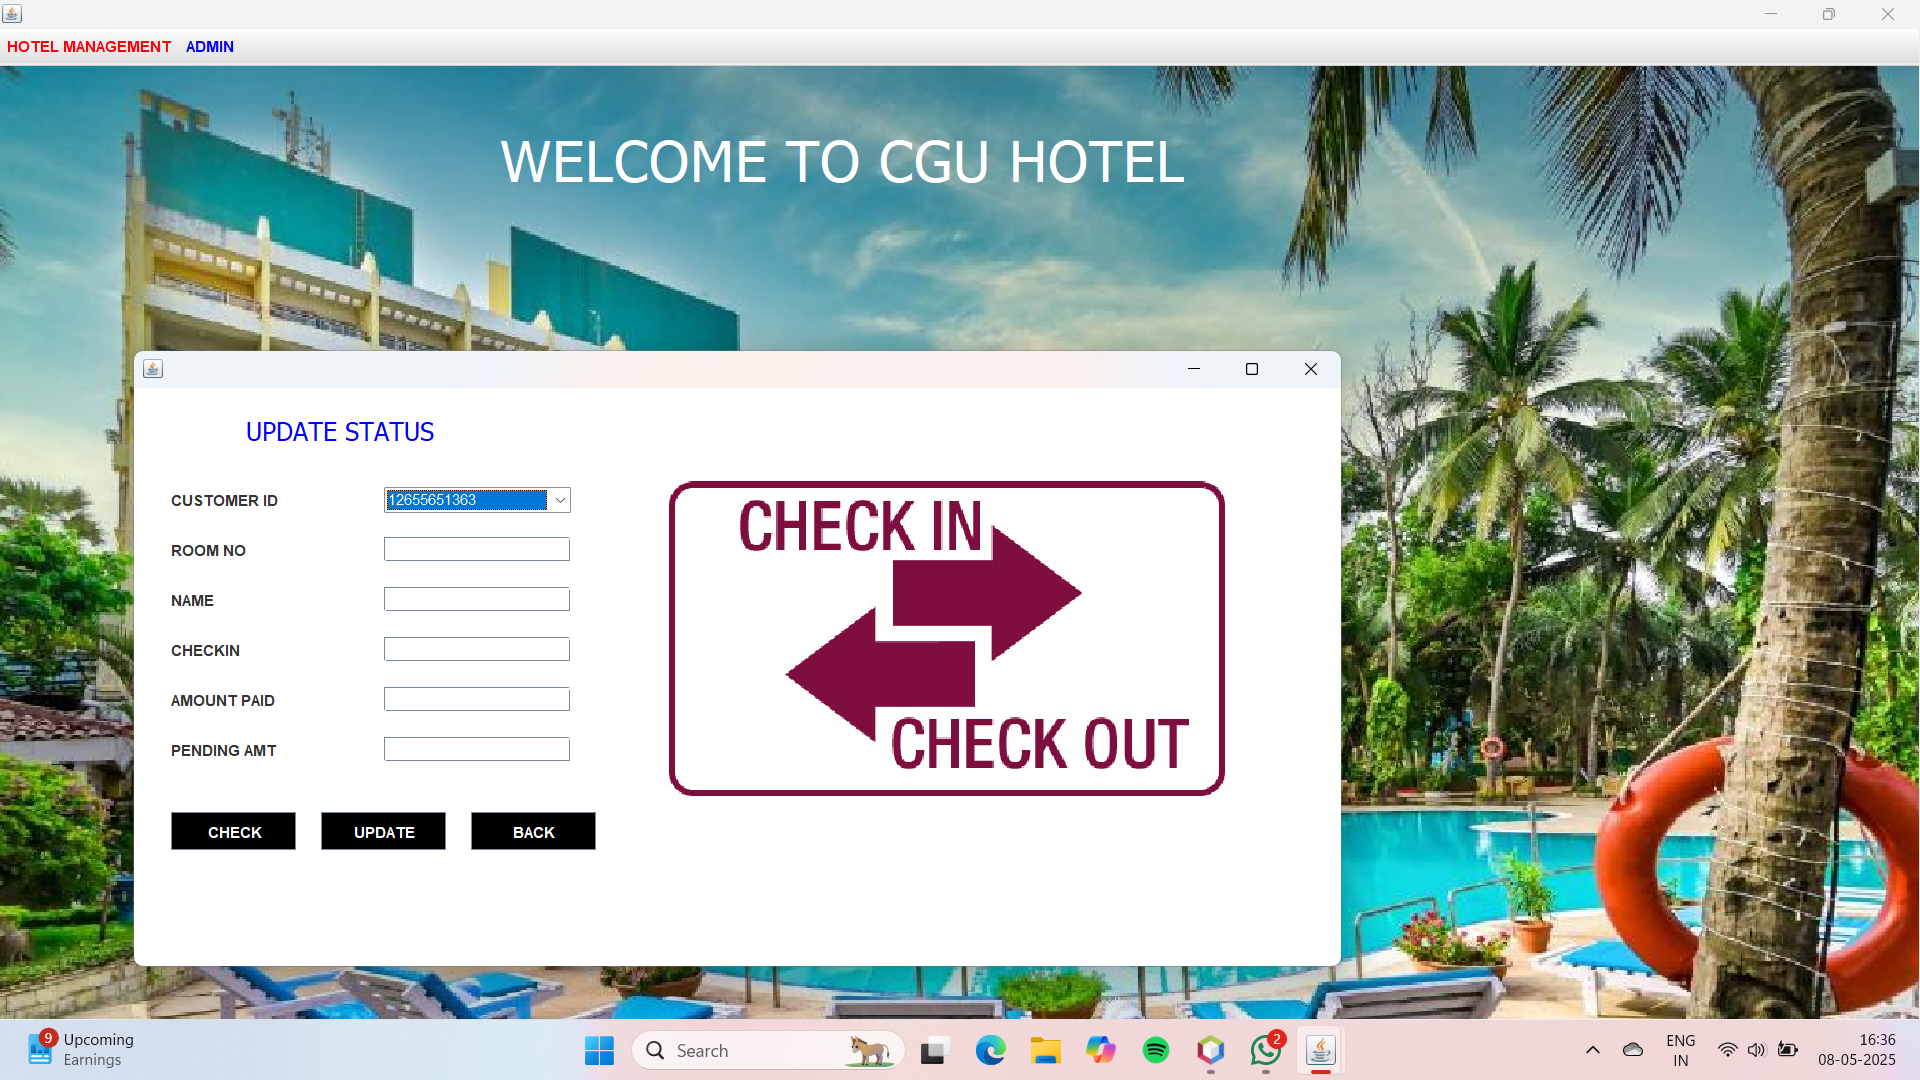 HOTEL MANAGEMENT ADMIN
WELCOME TO CGU HOTEL
UPDATE STATUS
CUSTOMER ID 12655651363
ROOM NO
NAME
CHECKIN
AMOUNT PAID
PENDING AMT
CHECK UPDATE BACK
CHECK IN
CHECK OUT
9 Upcoming
Earnings
Search
2
ENG
IN
16:36
08-05-2025